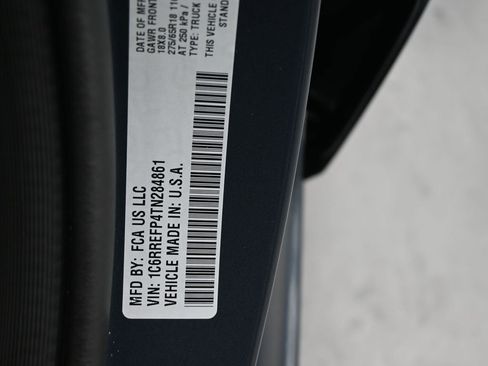 DATE OF MFR
GAWR FRONT
18X8.0
275/65R18
AT 250 kPa /
TYPE: TRUCK
THIS VEHICLE
STAND
MFD BY: FCA US LLC
VIN: 1C6RREFP4TN284861
VEHICLE MADE IN: U.S.A.